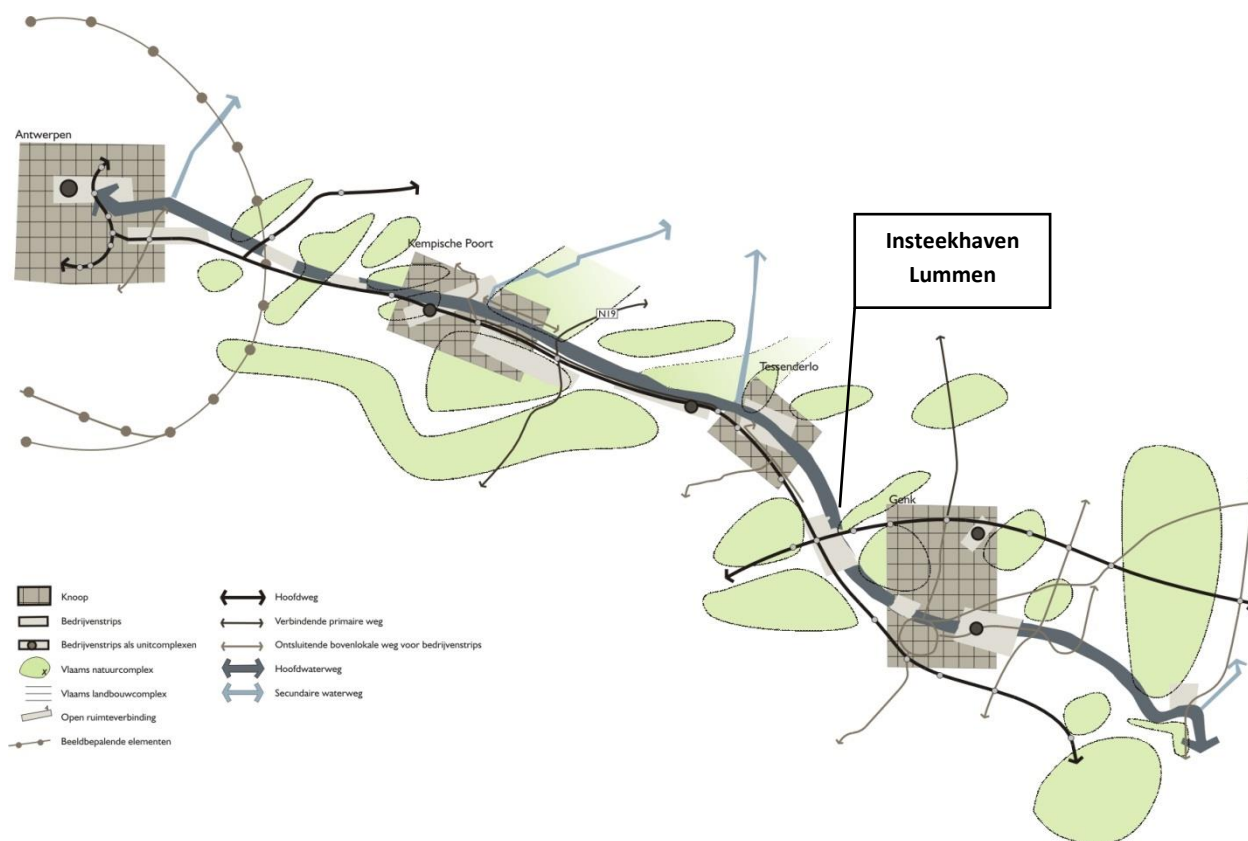 Antwerpen
Kempische Poort
Insteekhaven
Lummen
N19
Tessenderlo
Genk
Knoop
Bedrijvenstrips
Bedrijvenstrips als unitcomplexen
x
Vlaams natuurcomplex
Vlaams landbouwcomplex
Open ruimteverbinding
Beeldbepalende elementen
Hoofdweg
Verbindende primaire weg
Ontsluitende bovenlokale weg voor bedrijvenstrips
Hoofdwaterweg
Secundaire waterweg